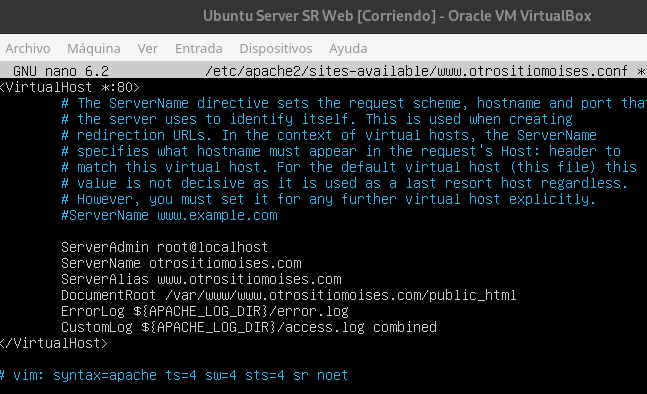 Ubuntu Server SR Web [Corriendo] - Oracle VM VirtualBox
Archivo Máquina Ver Entrada Dispositivos Ayuda
GNU nano 6.2 /etc/apache2/sites-available/www.otrositiomoises.conf *
<VirtualHost *:80>
# The ServerName directive sets the request scheme, hostname and port that
# the server uses to identify itself. This is used when creating
# redirection URLs. In the context of virtual hosts, the ServerName
# specifies what hostname must appear in the request's Host: header to
# match this virtual host. For the default virtual host (this file) this
# value is not decisive as it is used as a last resort host regardless.
# However, you must set it for any further virtual host explicitly.
#ServerName www.example.com
ServerAdmin root@localhost
ServerName otrositiomoises.com
ServerAlias www.otrositiomoises.com
DocumentRoot /var/www/www.otrositiomoises.com/public_html
ErrorLog ${APACHE_LOG_DIR}/error.log
CustomLog ${APACHE_LOG_DIR}/access.log combined
</VirtualHost>
# vim: syntax=apache ts=4 sw=4 sts=4 sr noet